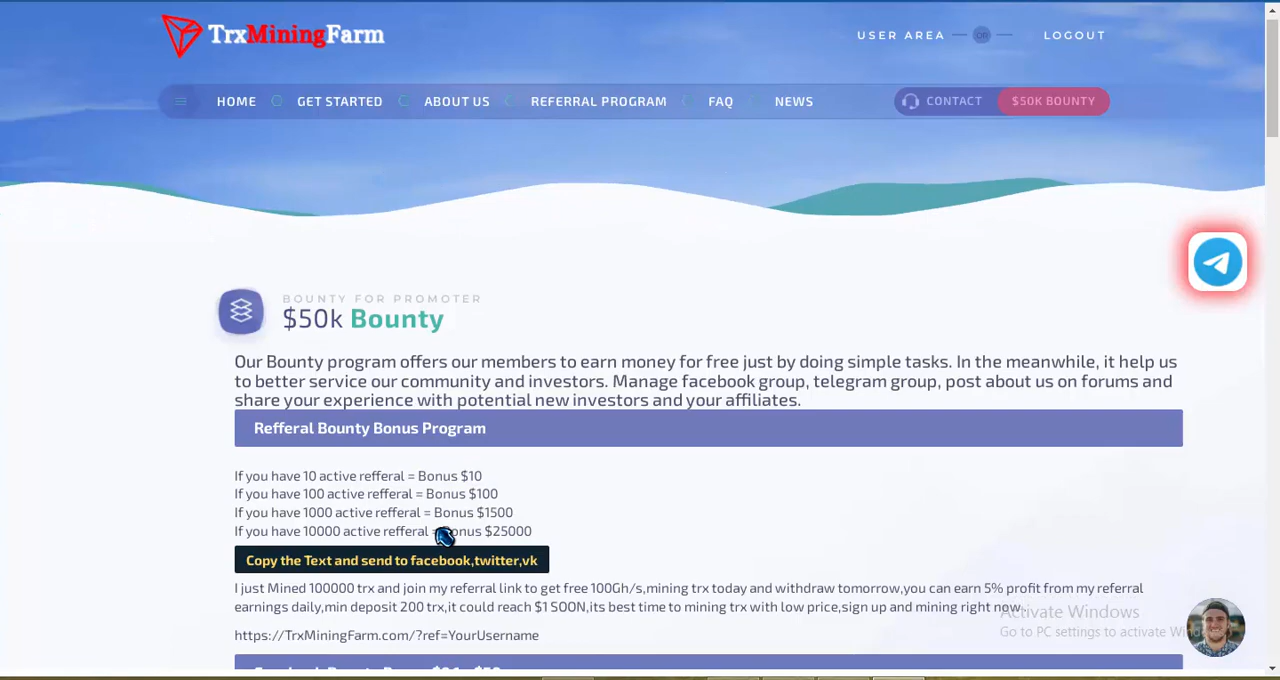 TrxMiningFarm
USER AREA OR LOGOUT
HOME GET STARTED ABOUT US REFERRAL PROGRAM FAQ NEWS CONTACT $50K BOUNTY
BOUNTY FOR PROMOTER
$50k Bounty
Our Bounty program offers our members to earn money for free just by doing simple tasks. In the meanwhile, it help us
to better service our community and investors. Manage facebook group, telegram group, post about us on forums and
share your experience with potential new investors and your affiliates.
Refferal Bounty Bonus Program
If you have 10 active refferal = Bonus $10
If you have 100 active refferal = Bonus $100
If you have 1000 active refferal = Bonus $1500
If you have 10000 active refferal = Bonus $25000
Copy the Text and send to facebook,twitter,vk
I just Mined 100000 trx and join my referral link to get free 100Gh/s,mining trx today and withdraw tomorrow,you can earn 5% profit from my referral
earnings daily,min deposit 200 trx,it could reach $1 SOON,its best time to mining trx with low price,sign up and mining right now.
Activate Windows
Go to PC settings to activate
https://TrxMiningFarm.com/?ref=YourUsername